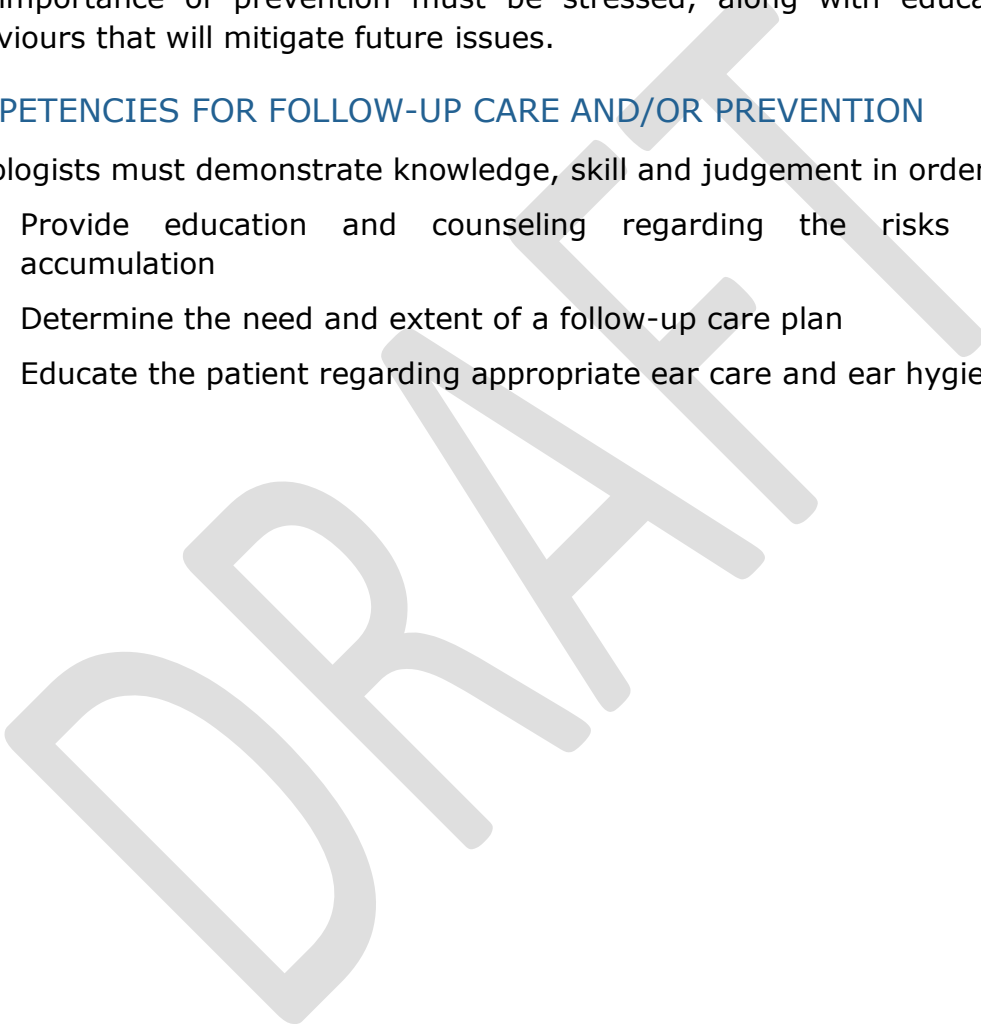 importance of prevention must be stressed, along with educa
viours that will mitigate future issues.
PETENCIES FOR FOLLOW-UP CARE AND/OR PREVENTION
ologists must demonstrate knowledge, skill and judgement in order
Provide education and counseling regarding the risks
accumulation
Determine the need and extent of a follow-up care plan
Educate the patient regarding appropriate ear care and ear hygie
DRAFT